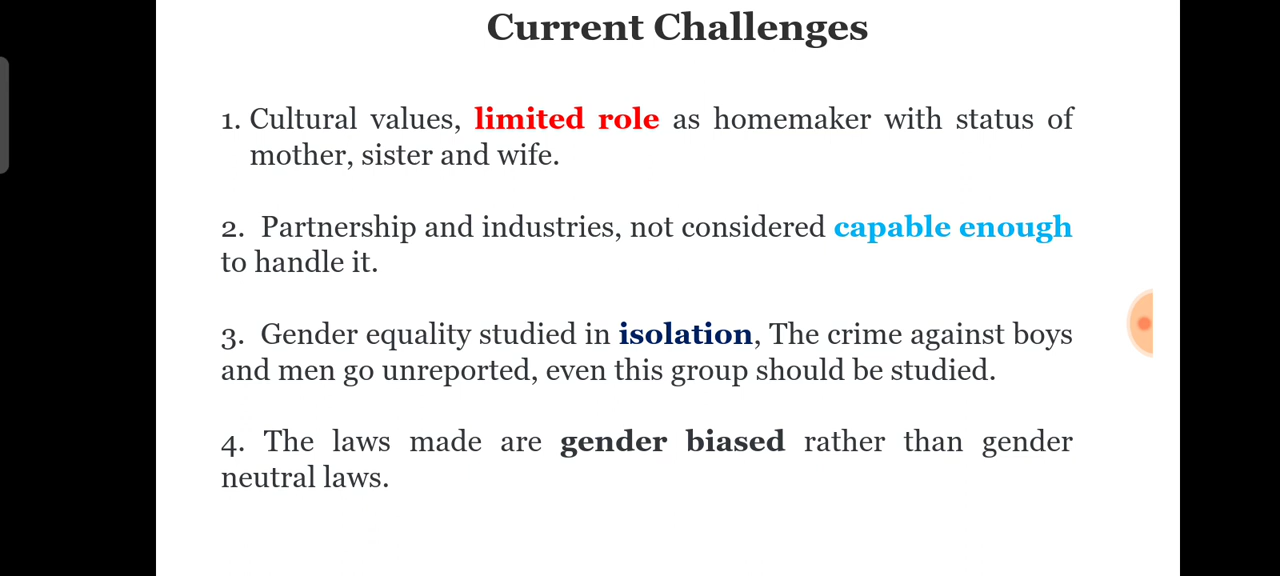 Current Challenges
1. Cultural values, limited role as homemaker with status of
mother, sister and wife.
2. Partnership and industries, not considered capable enough
to handle it.
3. Gender equality studied in isolation, The crime against boys
and men go unreported, even this group should be studied.
4. The laws made are gender biased rather than gender
neutral laws.